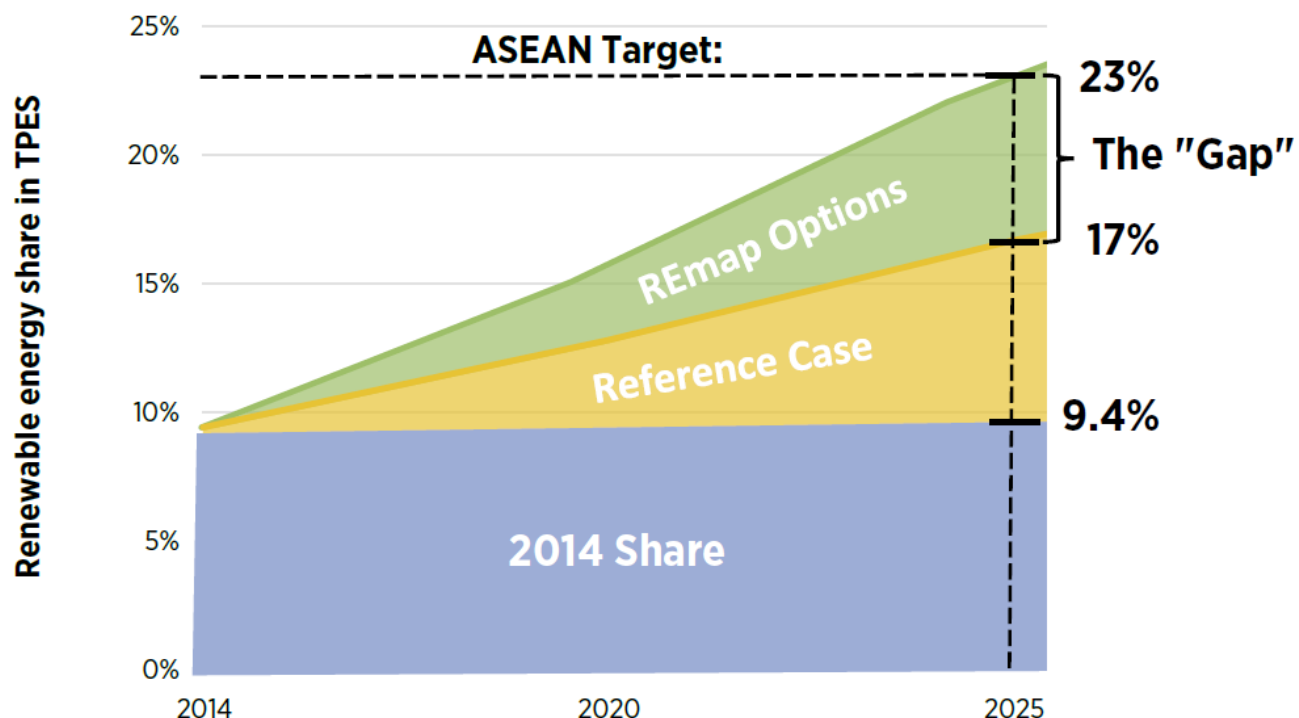 25%
ASEAN Target:
23%
20%
The "Gap"
REmap Options
17%
15%
Reference Case
10%
9.4%
5%
2014 Share
0%
2014
2020
2025
Renewable energy share in TPES